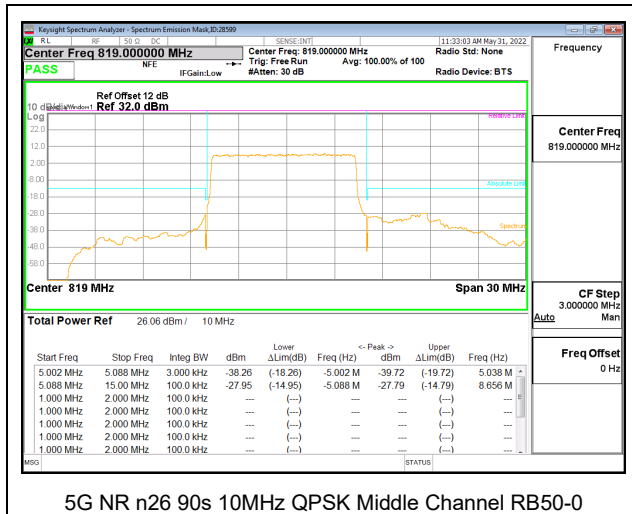 Keysight Spectrum Analyzer - Spectrum Emission Mask,ID:28599
RL RF 50 Ω DC SENSE:INT 11:33:03 AM May 31, 2022
Center Freq 819.000000 MHz Center Freq: 819.000000 MHz Radio Std: None
NFE Trig: Free Run Avg: 100.00% of 100
PASS IFGain:Low #Atten: 30 dB Radio Device: BTS
Frequency
Ref Offset 12 dB
10 dB/div Window1 Ref 32.0 dBm
Log Relative Limit
22.0
12.0
2.00
-8.00
-18.0 Absolute Limit
-28.0
-38.0 Spectrum
-48.0
-58.0
Center 819 MHz Span 30 MHz
Center Freq
819.000000 MHz
CF Step
3.000000 MHz
Auto Man
Freq Offset
0 Hz
Total Power Ref 26.06 dBm / 10 MHz
Lower <- Peak -> Upper
Start Freq Stop Freq Integ BW dBm ΔLim(dB) Freq (Hz) dBm ΔLim(dB) Freq (Hz)
5.002 MHz 5.088 MHz 3.000 kHz -38.26 (-18.26) -5.002 M -39.72 (-19.72) 5.038 M
5.088 MHz 15.00 MHz 100.0 kHz -27.95 (-14.95) -5.088 M -27.79 (-14.79) 8.656 M
1.000 MHz 2.000 MHz 100.0 kHz --- (---) --- --- (---) ---
1.000 MHz 2.000 MHz 100.0 kHz --- (---) --- --- (---) ---
1.000 MHz 2.000 MHz 100.0 kHz --- (---) --- --- (---) ---
1.000 MHz 2.000 MHz 100.0 kHz --- (---) --- --- (---) ---
1.000 MHz 2.000 MHz 100.0 kHz --- (---) --- --- (---) ---
MSG STATUS
5G NR n26 90s 10MHz QPSK Middle Channel RB50-0